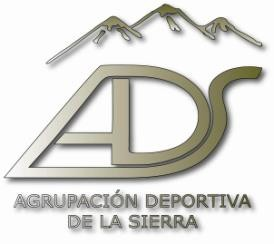 ADS
AGRUPACIÓN DEPORTIVA
DE LA SIERRA